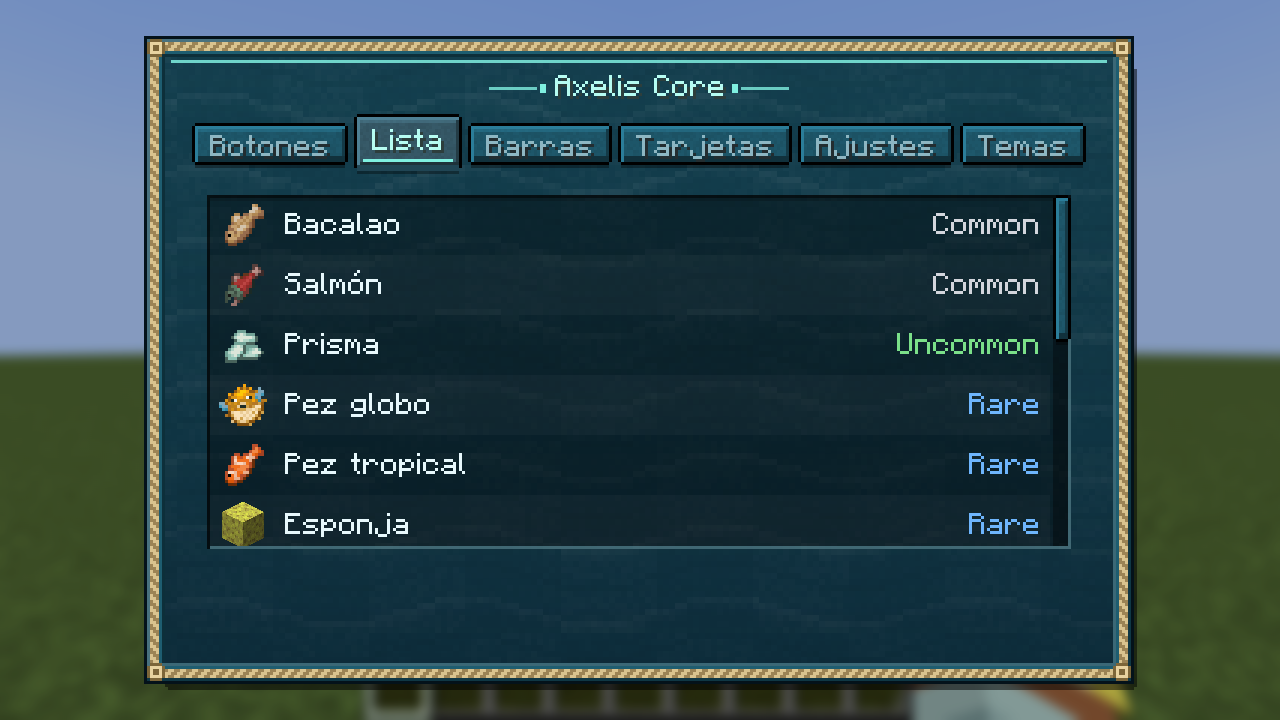 Axelis Core
Botones Lista Barras Tarjetas Ajustes Temas
Bacalao Common
Salmón Common
Prisma Uncommon
Pez globo Rare
Pez tropical Rare
Esponja Rare